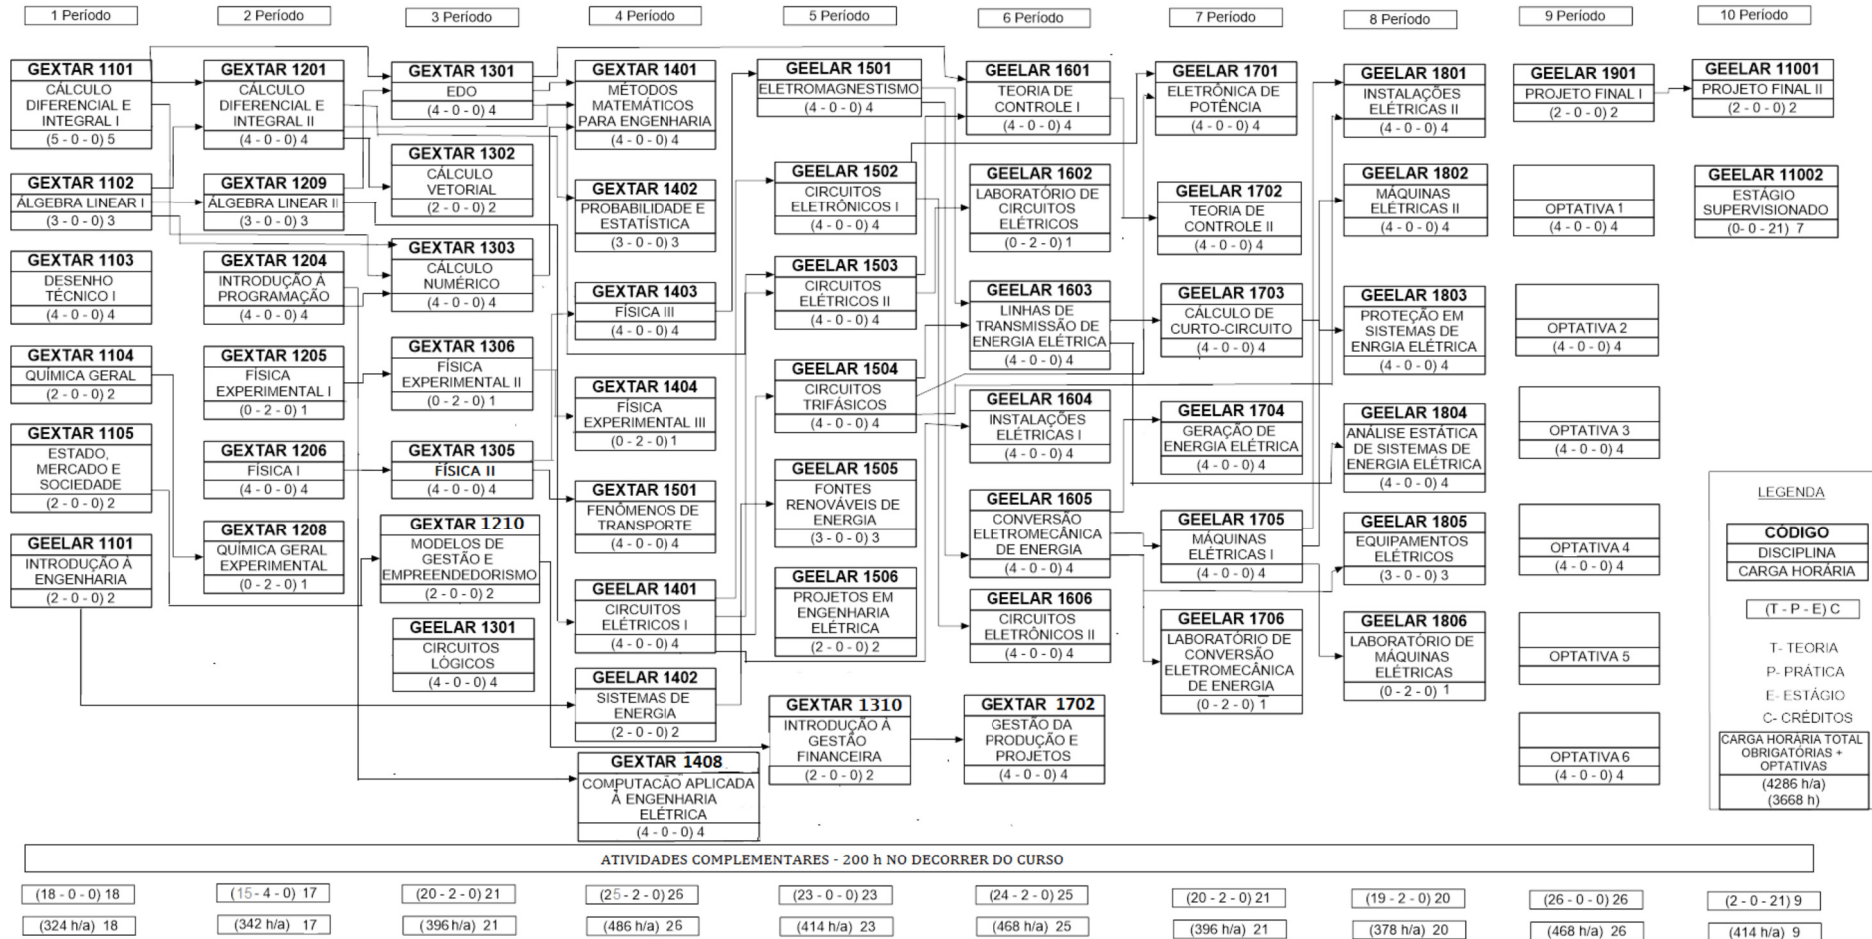 1 Período
2 Período
3 Período
4 Período
5 Período
6 Período
7 Período
8 Período
9 Período
10 Período
GEXTAR 1101
CÁLCULO
DIFERENCIAL E
INTEGRAL I
(5 - 0 - 0) 5
GEXTAR 1102
ÁLGEBRA LINEAR I
(3 - 0 - 0) 3
GEXTAR 1103
DESENHO
TÉCNICO I
(4 - 0 - 0) 4
GEXTAR 1104
QUÍMICA GERAL
(2 - 0 - 0) 2
GEXTAR 1105
ESTADO,
MERCADO E
SOCIEDADE
(2 - 0 - 0) 2
GEELAR 1101
INTRODUÇÃO À
ENGENHARIA
(2 - 0 - 0) 2
GEXTAR 1201
CÁLCULO
DIFERENCIAL E
INTEGRAL II
(4 - 0 - 0) 4
GEXTAR 1209
ÁLGEBRA LINEAR II
(3 - 0 - 0) 3
GEXTAR 1204
INTRODUÇÃO À
PROGRAMAÇÃO
(4 - 0 - 0) 4
GEXTAR 1205
FÍSICA
EXPERIMENTAL I
(0 - 2 - 0) 1
GEXTAR 1206
FÍSICA I
(4 - 0 - 0) 4
GEXTAR 1208
QUÍMICA GERAL
EXPERIMENTAL
(0 - 2 - 0) 1
GEXTAR 1301
EDO
(4 - 0 - 0) 4
GEXTAR 1302
CÁLCULO
VETORIAL
(2 - 0 - 0) 2
GEXTAR 1303
CÁLCULO
NUMÉRICO
(4 - 0 - 0) 4
GEXTAR 1306
FÍSICA
EXPERIMENTAL II
(0 - 2 - 0) 1
GEXTAR 1305
FÍSICA II
(4 - 0 - 0) 4
GEXTAR 1210
MODELOS DE
GESTÃO E
EMPREENDEDORISMO
(2 - 0 - 0) 2
GEELAR 1301
CIRCUITOS
LÓGICOS
(4 - 0 - 0) 4
GEXTAR 1401
MÉTODOS
MATEMÁTICOS
PARA ENGENHARIA
(4 - 0 - 0) 4
GEXTAR 1402
PROBABILIDADE E
ESTATÍSTICA
(3 - 0 - 0) 3
GEXTAR 1403
FÍSICA III
(4 - 0 - 0) 4
GEXTAR 1404
FÍSICA
EXPERIMENTAL III
(0 - 2 - 0) 1
GEXTAR 1501
FENÔMENOS DE
TRANSPORTE
(4 - 0 - 0) 4
GEELAR 1401
CIRCUITOS
ELÉTRICOS I
(4 - 0 - 0) 4
GEELAR 1402
SISTEMAS DE
ENERGIA
(2 - 0 - 0) 2
GEXTAR 1408
COMPUTACÃO APLICADA
À ENGENHARIA
ELÉTRICA
(4 - 0 - 0) 4
GEELAR 1501
ELETROMAGNESTISMO
(4 - 0 - 0) 4
GEELAR 1502
CIRCUITOS
ELETRÔNICOS I
(4 - 0 - 0) 4
GEELAR 1503
CIRCUITOS
ELÉTRICOS II
(4 - 0 - 0) 4
GEELAR 1504
CIRCUITOS
TRIFÁSICOS
(4 - 0 - 0) 4
GEELAR 1505
FONTES
RENOVÁVEIS DE
ENERGIA
(3 - 0 - 0) 3
GEELAR 1506
PROJETOS EM
ENGENHARIA
ELÉTRICA
(2 - 0 - 0) 2
GEXTAR 1310
INTRODUÇÃO À
GESTÃO
FINANCEIRA
(2 - 0 - 0) 2
GEELAR 1601
TEORIA DE
CONTROLE I
(4 - 0 - 0) 4
GEELAR 1602
LABORATÓRIO DE
CIRCUITOS
ELÉTRICOS
(0 - 2 - 0) 1
GEELAR 1603
LINHAS DE
TRANSMISSÃO DE
ENERGIA ELÉTRICA
(4 - 0 - 0) 4
GEELAR 1604
INSTALAÇÕES
ELÉTRICAS I
(4 - 0 - 0) 4
GEELAR 1605
CONVERSÃO
ELETROMECÂNICA
DE ENERGIA
(4 - 0 - 0) 4
GEELAR 1606
CIRCUITOS
ELETRÔNICOS II
(4 - 0 - 0) 4
GEXTAR 1702
GESTÃO DA
PRODUÇÃO E
PROJETOS
(4 - 0 - 0) 4
GEELAR 1701
ELETRÔNICA DE
POTÊNCIA
(4 - 0 - 0) 4
GEELAR 1702
TEORIA DE
CONTROLE II
(4 - 0 - 0) 4
GEELAR 1703
CÁLCULO DE
CURTO-CIRCUITO
(4 - 0 - 0) 4
GEELAR 1704
GERAÇÃO DE
ENERGIA ELÉTRICA
(4 - 0 - 0) 4
GEELAR 1705
MÁQUINAS
ELÉTRICAS I
(4 - 0 - 0) 4
GEELAR 1706
LABORATÓRIO DE
CONVERSÃO
ELETROMECÂNICA
DE ENERGIA
(0 - 2 - 0) 1
GEELAR 1801
INSTALAÇÕES
ELÉTRICAS II
(4 - 0 - 0) 4
GEELAR 1802
MÁQUINAS
ELÉTRICAS II
(4 - 0 - 0) 4
GEELAR 1803
PROTEÇÃO EM
SISTEMAS DE
ENRGIA ELÉTRICA
(4 - 0 - 0) 4
GEELAR 1804
ANÁLISE ESTÁTICA
DE SISTEMAS DE
ENERGIA ELÉTRICA
(4 - 0 - 0) 4
GEELAR 1805
EQUIPAMENTOS
ELÉTRICOS
(3 - 0 - 0) 3
GEELAR 1806
LABORATÓRIO DE
MÁQUINAS
ELÉTRICAS
(0 - 2 - 0) 1
GEELAR 1901
PROJETO FINAL I
(2 - 0 - 0) 2
OPTATIVA 1
(4 - 0 - 0) 4
OPTATIVA 2
(4 - 0 - 0) 4
OPTATIVA 3
(4 - 0 - 0) 4
OPTATIVA 4
(4 - 0 - 0) 4
OPTATIVA 5
OPTATIVA 6
(4 - 0 - 0) 4
GEELAR 11001
PROJETO FINAL II
(2 - 0 - 0) 2
GEELAR 11002
ESTÁGIO
SUPERVISIONADO
(0- 0 - 21) 7
LEGENDA
CÓDIGO
DISCIPLINA
CARGA HORÁRIA
(T - P - E) C
T- TEORIA
P- PRÁTICA
E- ESTÁGIO
C- CRÉDITOS
CARGA HORÁRIA TOTAL
OBRIGATÓRIAS +
OPTATIVAS
(4286 h/a)
(3668 h)
ATIVIDADES COMPLEMENTARES - 200 h NO DECORRER DO CURSO
(18 - 0 - 0) 18
(15 - 4 - 0) 17
(20 - 2 - 0) 21
(25 - 2 - 0) 26
(23 - 0 - 0) 23
(24 - 2 - 0) 25
(20 - 2 - 0) 21
(19 - 2 - 0) 20
(26 - 0 - 0) 26
(2 - 0 - 21) 9
(324 h/a) 18
(342 h/a) 17
(396 h/a) 21
(486 h/a) 26
(414 h/a) 23
(468 h/a) 25
(396 h/a) 21
(378 h/a) 20
(468 h/a) 26
(414 h/a) 9